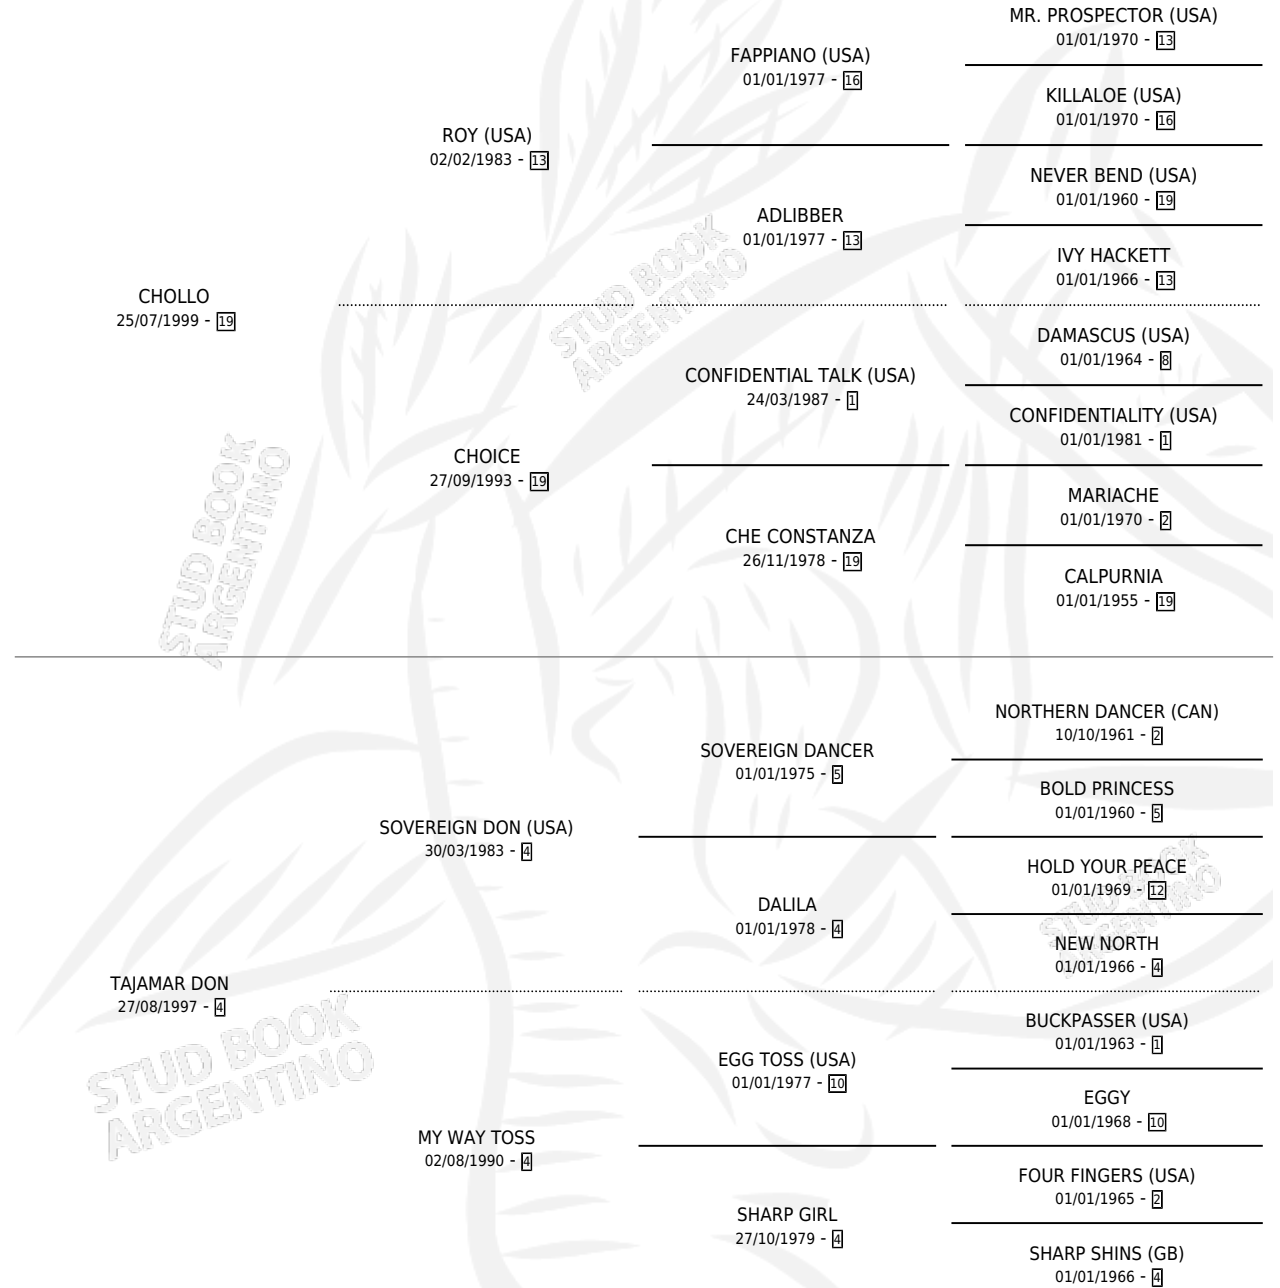 MR. PROSPECTOR (USA)
01/01/1970 - 13
FAPPIANO (USA)
01/01/1977 - 16
KILLALOE (USA)
01/01/1970 - 16
ROY (USA)
02/02/1983 - 13
NEVER BEND (USA)
01/01/1960 - 19
ADLIBBER
01/01/1977 - 13
IVY HACKETT
01/01/1966 - 13
CHOLLO
25/07/1999 - 19
DAMASCUS (USA)
01/01/1964 - 8
CONFIDENTIAL TALK (USA)
24/03/1987 - 1
CONFIDENTIALITY (USA)
01/01/1981 - 1
CHOICE
27/09/1993 - 19
MARIACHE
01/01/1970 - 2
CHE CONSTANZA
26/11/1978 - 19
CALPURNIA
01/01/1955 - 19
NORTHERN DANCER (CAN)
10/10/1961 - 2
SOVEREIGN DANCER
01/01/1975 - 5
BOLD PRINCESS
01/01/1960 - 5
SOVEREIGN DON (USA)
30/03/1983 - 4
HOLD YOUR PEACE
01/01/1969 - 12
DALILA
01/01/1978 - 4
NEW NORTH
01/01/1966 - 4
TAJAMAR DON
27/08/1997 - 4
BUCKPASSER (USA)
01/01/1963 - 1
EGG TOSS (USA)
01/01/1977 - 10
EGGY
01/01/1968 - 10
MY WAY TOSS
02/08/1990 - 4
FOUR FINGERS (USA)
01/01/1965 - 2
SHARP GIRL
27/10/1979 - 4
SHARP SHINS (GB)
01/01/1966 - 4
STUD BOOK
ARGENTINO
STUD BOOK
ARGENTINO
STUD BOOK
ARGENTINO
STUD BOOK
ARGENTINO